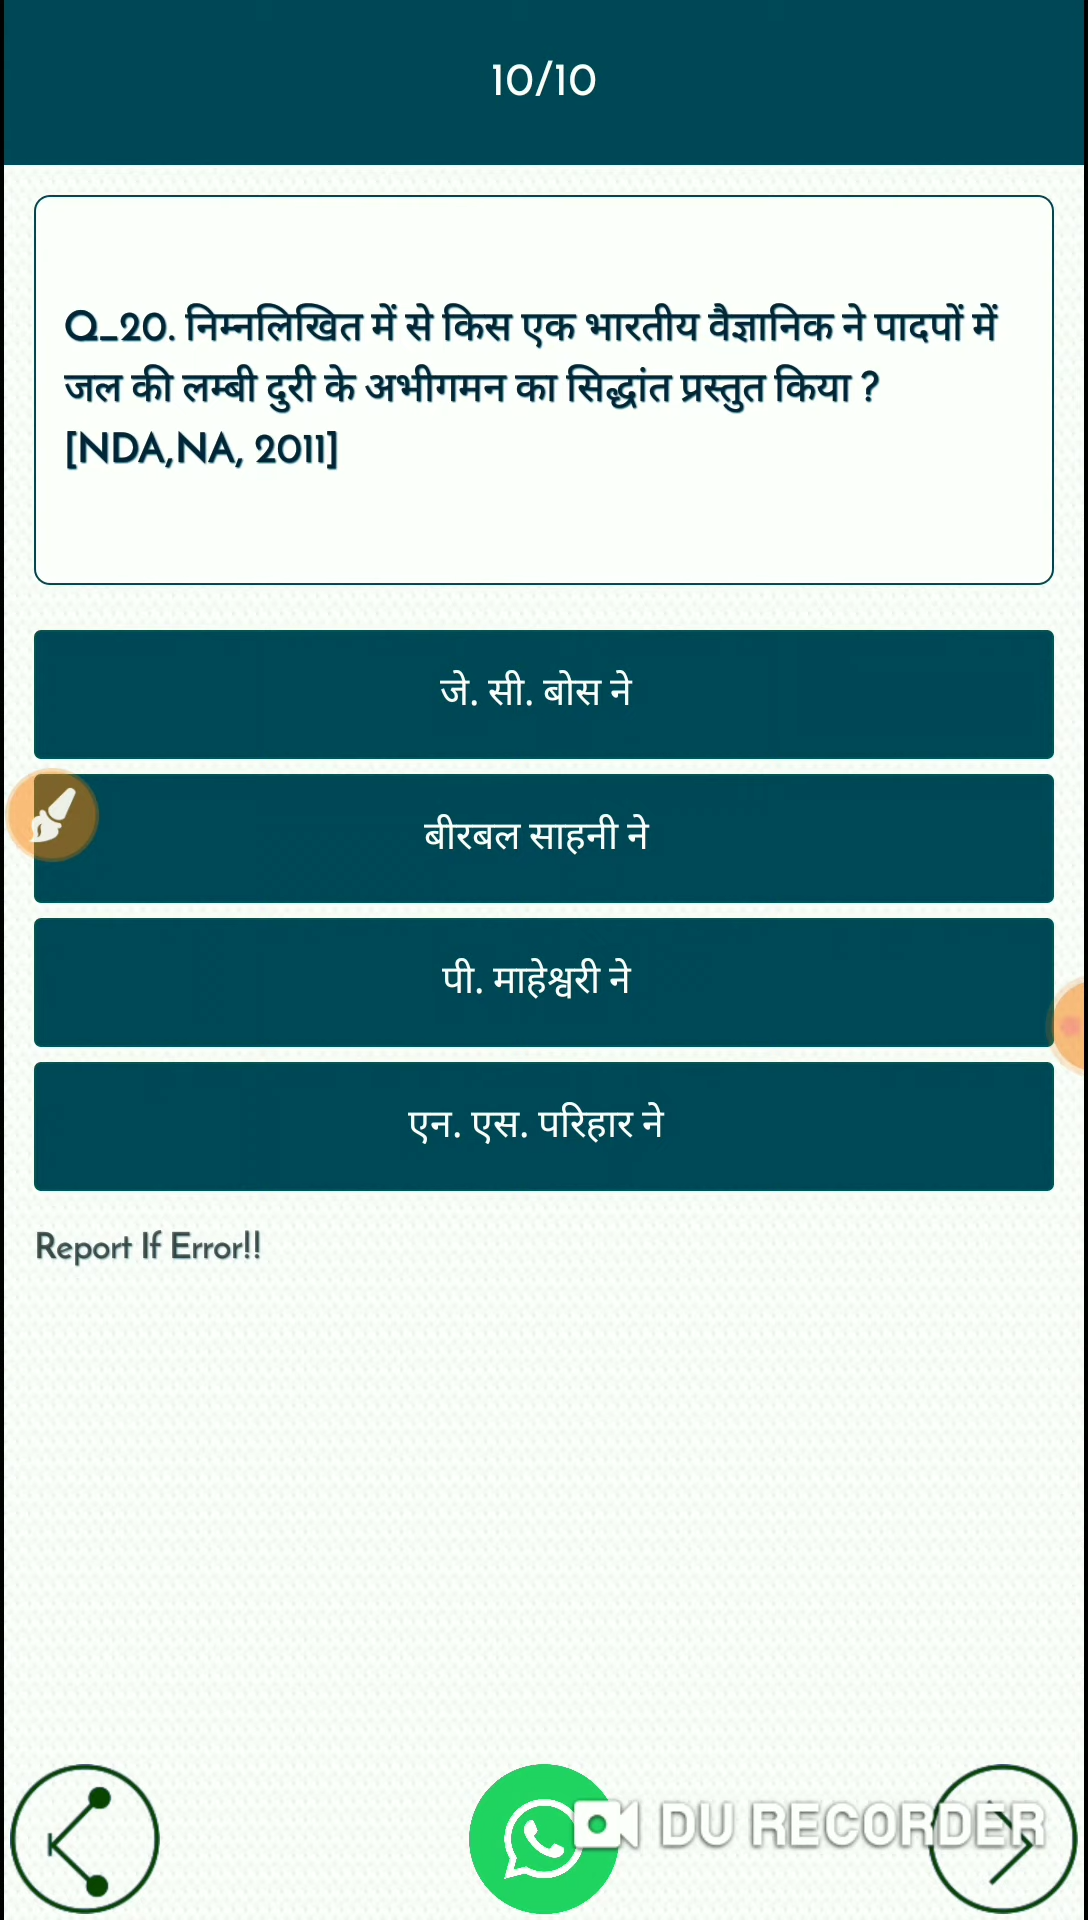 10/10
Q_20. निम्नलिखित में से किस एक भारतीय वैज्ञानिक ने पादपों में
जल की लम्बी दुरी के अभीगमन का सिद्धांत प्रस्तुत किया ?
[NDA,NA, 2011]
जे. सी. बोस ने
बीरबल साहनी ने
पी. माहेश्वरी ने
एन. एस. परिहार ने
Report If Error!!
DU RECORDER